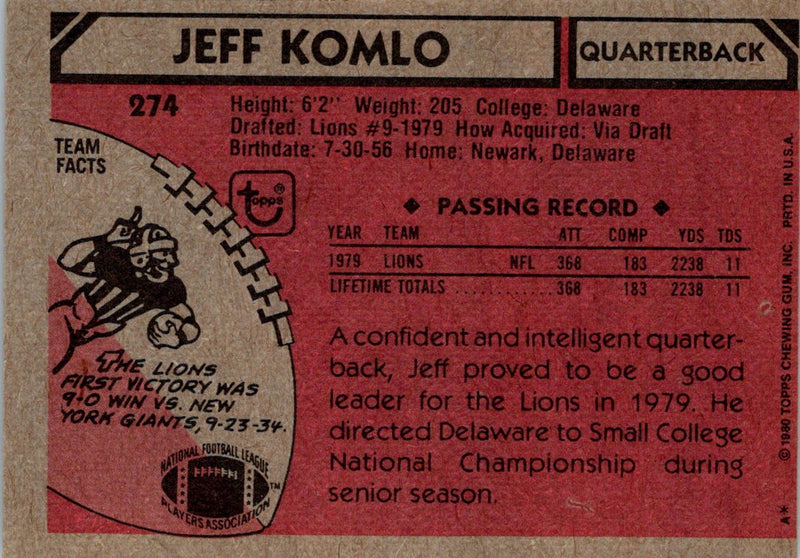 JEFF KOMLO
QUARTERBACK
274
Height: 6'2" Weight: 205 College: Delaware
Drafted: Lions #9-1979 How Acquired: Via Draft
Birthdate: 7-30-56 Home: Newark, Delaware
TEAM
FACTS
topps®
THE LIONS
FIRST VICTORY WAS
9-0 WIN VS. NEW
YORK GIANTS, 9-23-34.
NATIONAL FOOTBALL LEAGUE
PLAYERS ASSOCIATION
TM
◆ PASSING RECORD ◆
YEAR TEAM ATT COMP YDS TDS
1979 LIONS NFL 368 183 2238 11
LIFETIME TOTALS ............ 368 183 2238 11
A confident and intelligent quarter-
back, Jeff proved to be a good
leader for the Lions in 1979. He
directed Delaware to Small College
National Championship during
senior season.
A* © 1980 TOPPS CHEWING GUM, INC. PRTD. IN U.S.A.